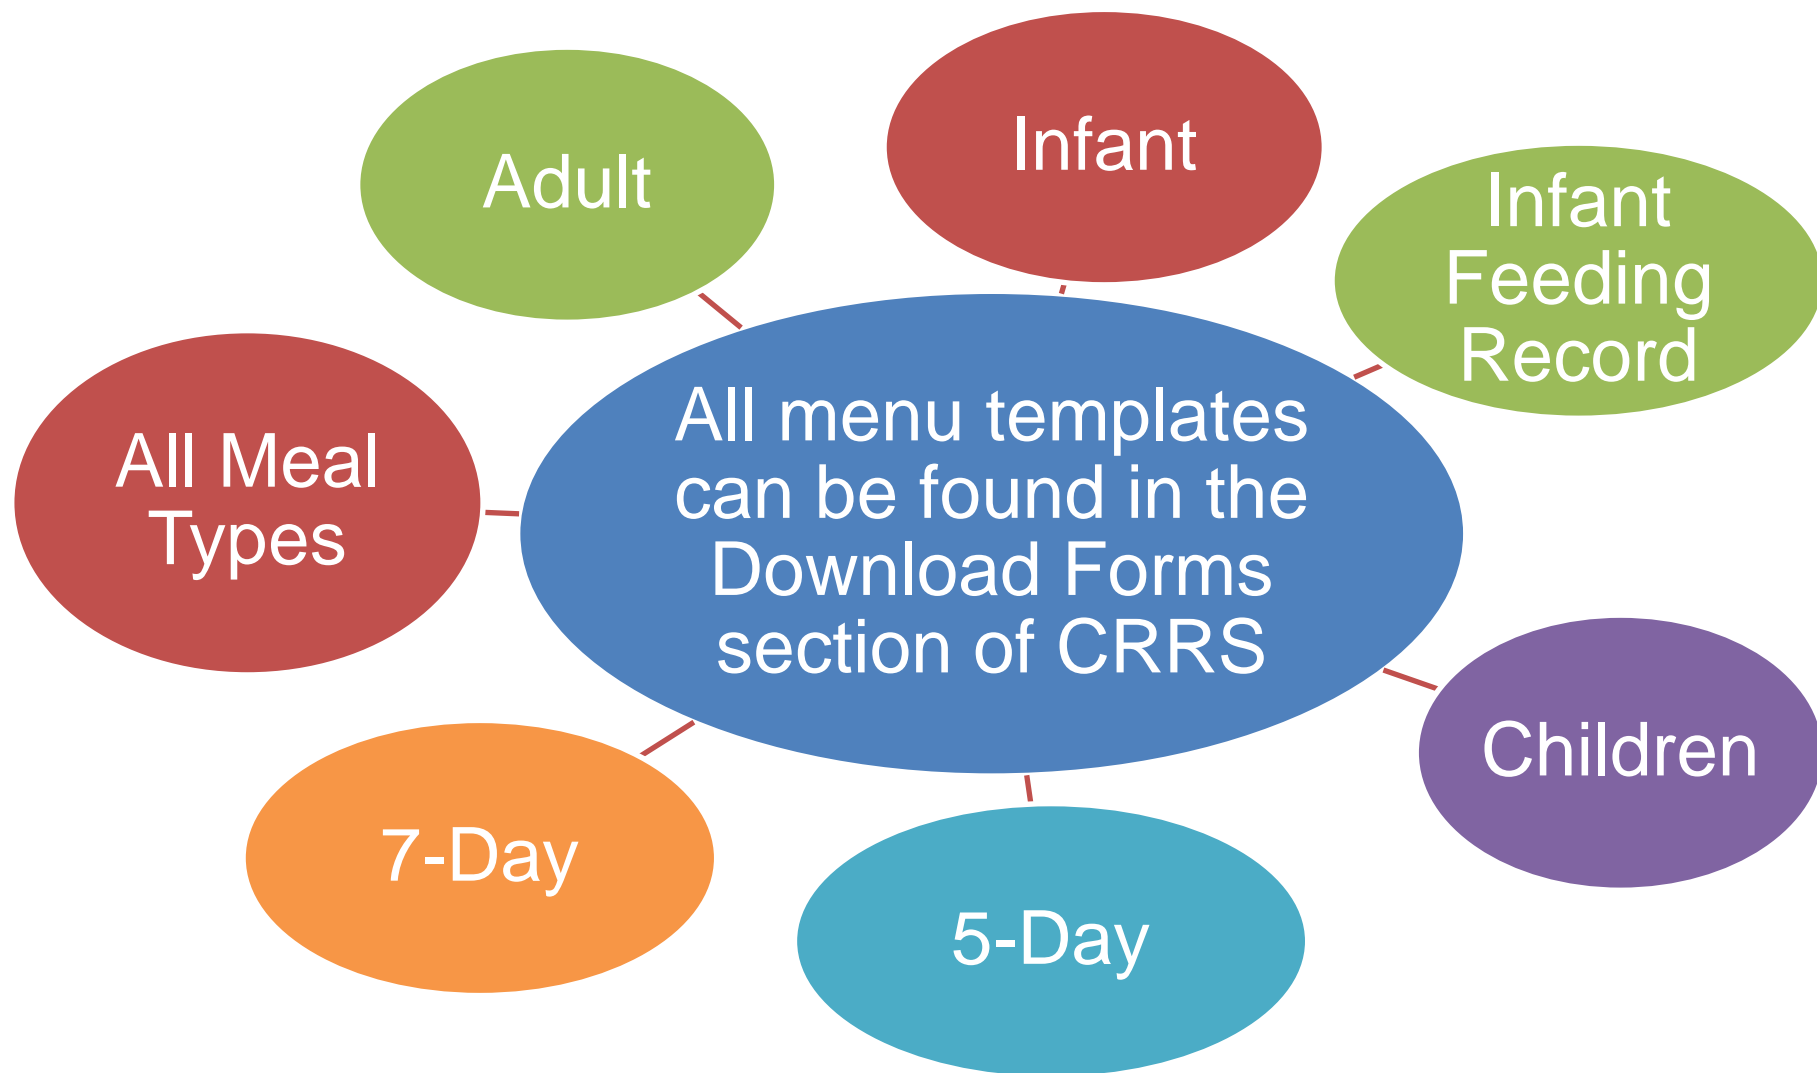 Infant
Adult
Infant
Feeding
Record
All menu templates
can be found in the
Download Forms
section of CRRS
All Meal
Types
Children
7-Day
5-Day